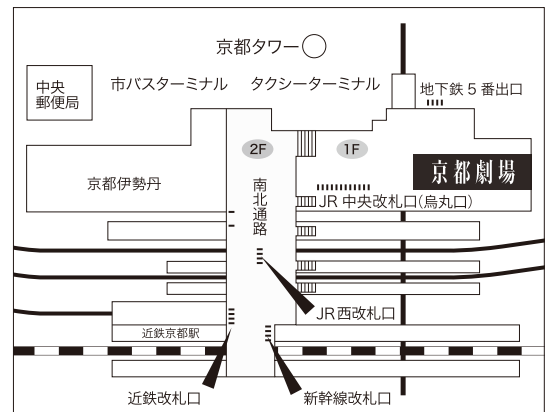 京都タワー
中央
郵便局
市バスターミナル
タクシーターミナル
地下鉄5番出口
2F
1F
京都劇場
京都伊勢丹
南北通路
JR中央改札口(烏丸口)
JR西改札口
近鉄京都駅
近鉄改札口
新幹線改札口